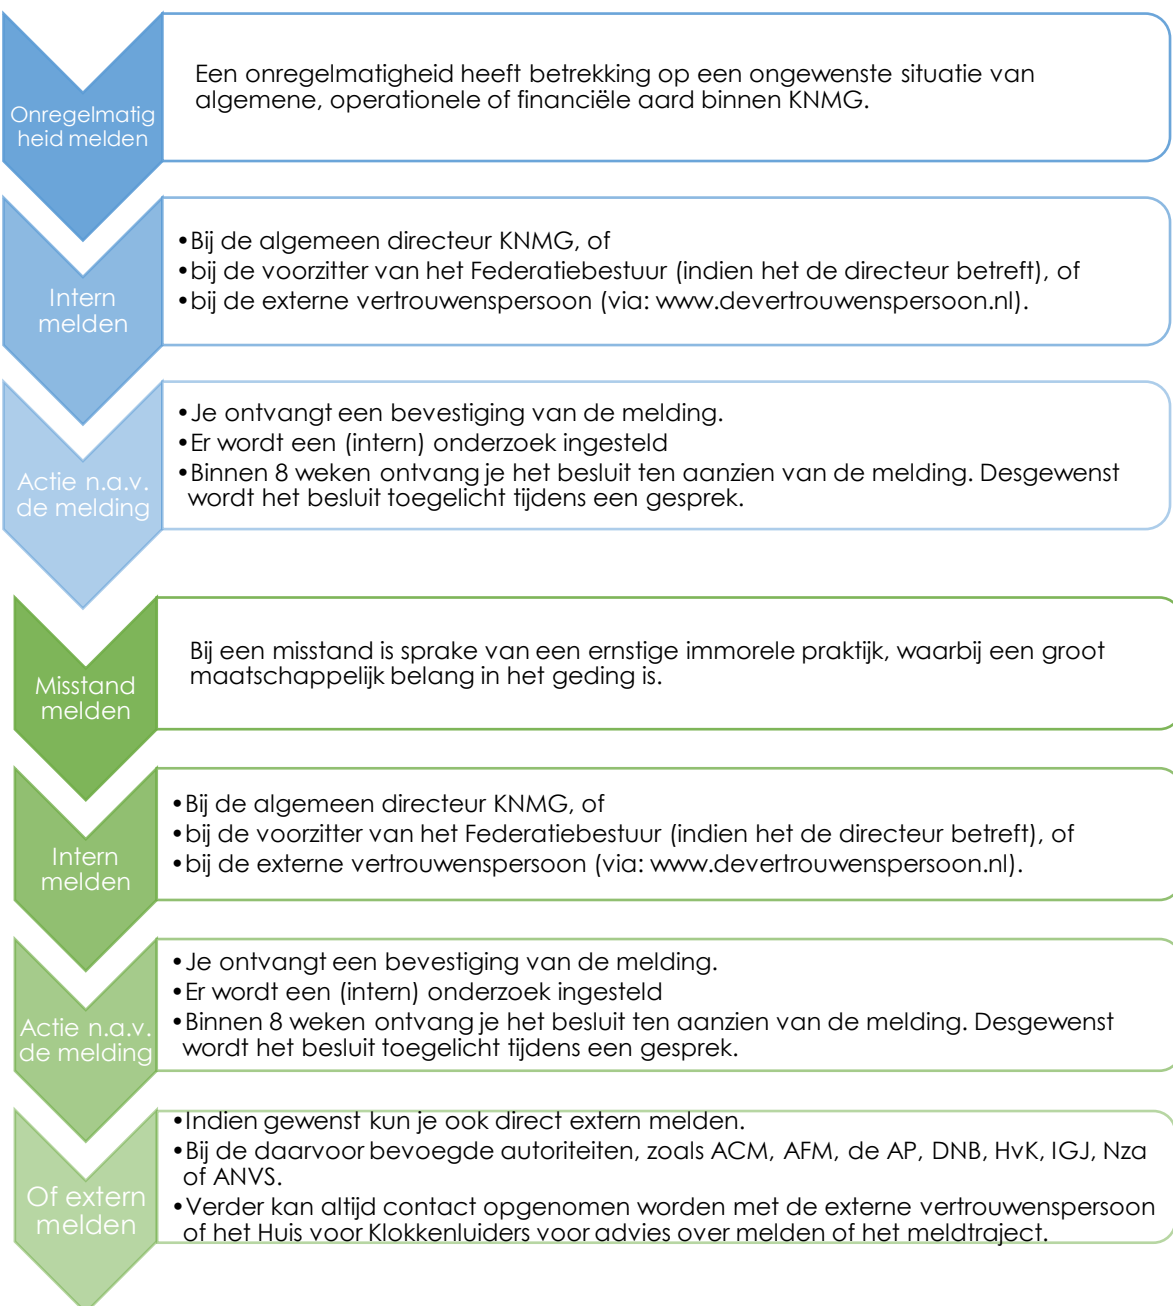 Onregelmatig
heid melden
Een onregelmatigheid heeft betrekking op een ongewenste situatie van
algemene, operationele of financiële aard binnen KNMG.
Intern
melden
•Bij de algemeen directeur KNMG, of
•bij de voorzitter van het Federatiebestuur (indien het de directeur betreft), of
•bij de externe vertrouwenspersoon (via: www.devertrouwenspersoon.nl).
Actie n.a.v.
de melding
•Je ontvangt een bevestiging van de melding.
•Er wordt een (intern) onderzoek ingesteld
•Binnen 8 weken ontvang je het besluit ten aanzien van de melding. Desgewenst
wordt het besluit toegelicht tijdens een gesprek.
Misstand
melden
Bij een misstand is sprake van een ernstige immorele praktijk, waarbij een groot
maatschappelijk belang in het geding is.
Intern
melden
•Bij de algemeen directeur KNMG, of
•bij de voorzitter van het Federatiebestuur (indien het de directeur betreft), of
•bij de externe vertrouwenspersoon (via: www.devertrouwenspersoon.nl).
Actie n.a.v.
de melding
•Je ontvangt een bevestiging van de melding.
•Er wordt een (intern) onderzoek ingesteld
•Binnen 8 weken ontvang je het besluit ten aanzien van de melding. Desgewenst
wordt het besluit toegelicht tijdens een gesprek.
Of extern
melden
•Indien gewenst kun je ook direct extern melden.
•Bij de daarvoor bevoegde autoriteiten, zoals ACM, AFM, de AP, DNB, HvK, IGJ, Nza
of ANVS.
•Verder kan altijd contact opgenomen worden met de externe vertrouwenspersoon
of het Huis voor Klokkenluiders voor advies over melden of het meldtraject.